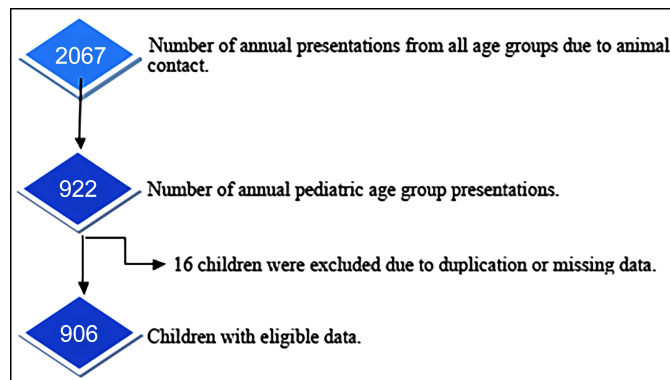 2067
Number of annual presentations from all age groups due to animal
contact.
922
Number of annual pediatric age group presentations.
16 children were excluded due to duplication or missing data.
906
Children with eligible data.